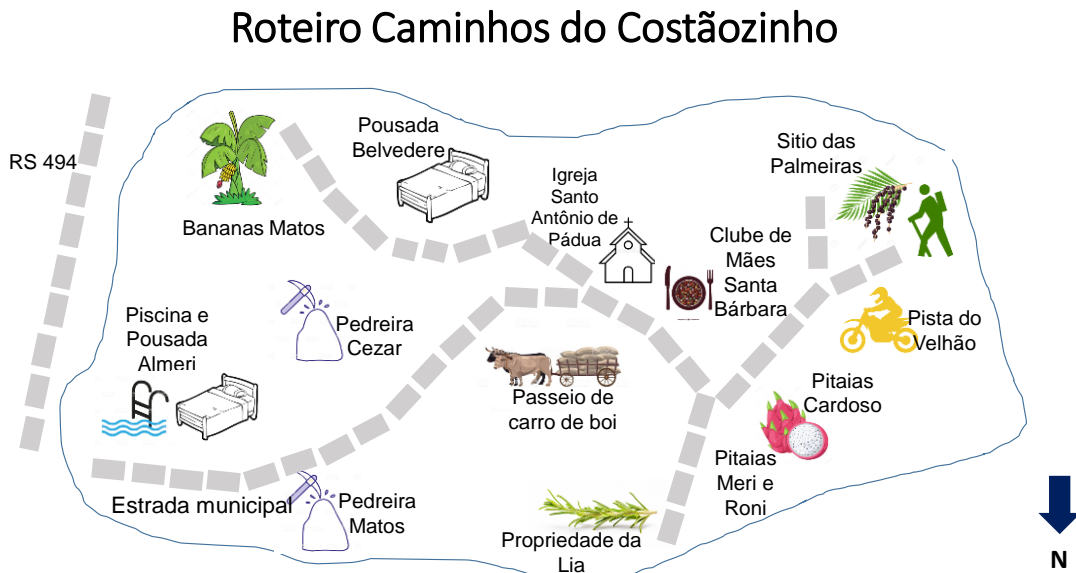 Roteiro Caminhos do Costãozinho
RS 494
Bananas Matos
Pousada
Belvedere
Igreja
Santo
Antônio de
Pádua
Clube de
Mães
Santa
Bárbara
Sitio das
Palmeiras
Piscina e
Pousada
Almeri
Pedreira
Cezar
Passeio de
carro de boi
Pista do
Velhão
Pitaias
Cardoso
Pitaias
Meri e
Roni
Estrada municipal
Pedreira
Matos
Propriedade da
Lia
N